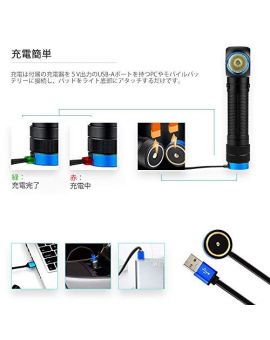 充電簡単
充電は付属の充電器を５V出力のUSB-Aポートを持つPCやモバイルバッ
テリーに接続し、パッドをライト底部にアタッチするだけです。
緑：
充電完了
赤：
充電中